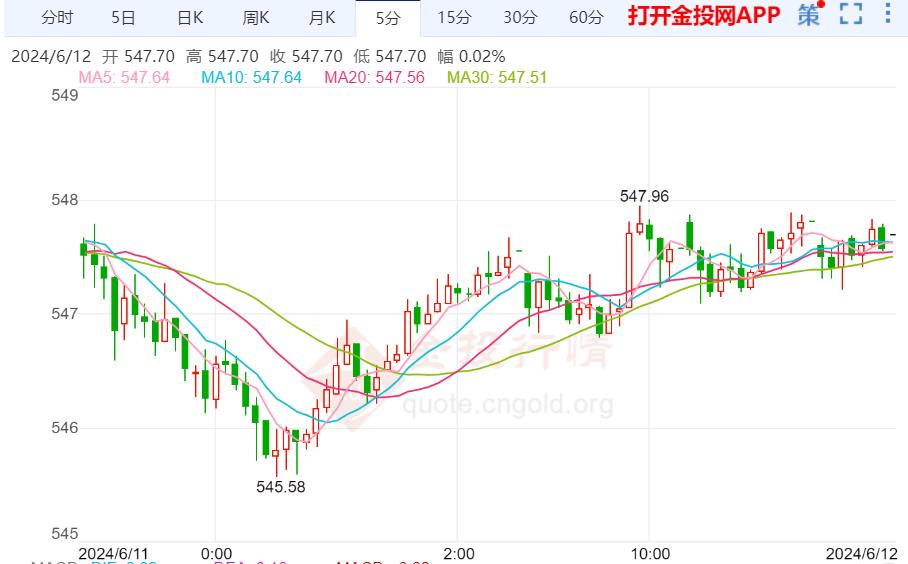 分时 5日 日K 周K 月K 5分 15分 30分 60分 打开金投网APP 策
2024/6/12 开 547.70 高 547.70 收 547.70 低 547.70 幅 0.02%
MA5: 547.64 MA10: 547.64 MA20: 547.56 MA30: 547.51
549
548
547.96
547
金投行情
quote.cngold.org
546
545.58
545
2024/6/11 0:00 2:00 10:00 2024/6/12